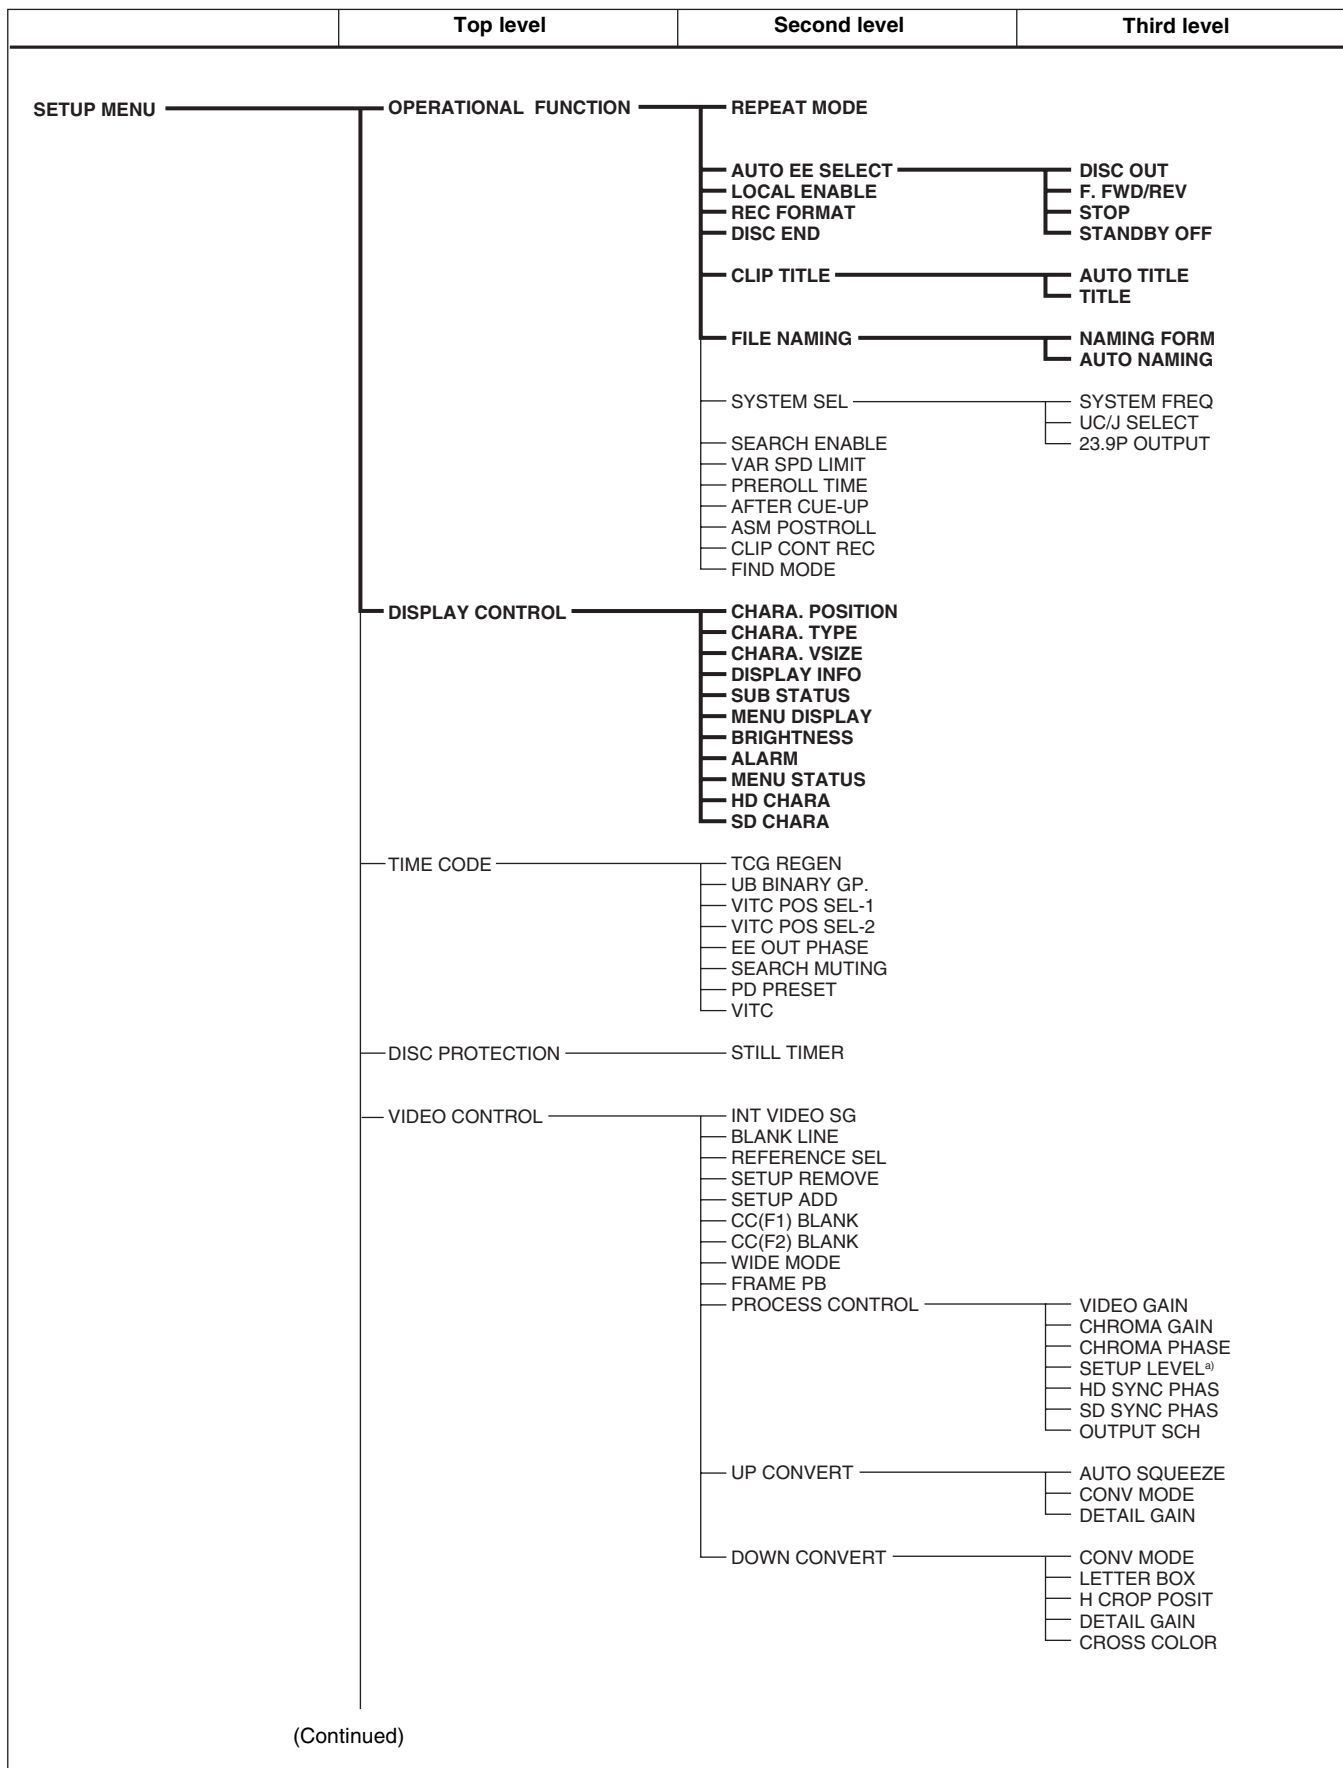 Top level Second level Third level
SETUP MENU OPERATIONAL FUNCTION REPEAT MODE
AUTO EE SELECT DISC OUT
LOCAL ENABLE F. FWD/REV
REC FORMAT STOP
DISC END STANDBY OFF
CLIP TITLE AUTO TITLE
TITLE
FILE NAMING NAMING FORM
AUTO NAMING
SYSTEM SEL SYSTEM FREQ
UC/J SELECT
SEARCH ENABLE 23.9P OUTPUT
VAR SPD LIMIT
PREROLL TIME
AFTER CUE-UP
ASM POSTROLL
CLIP CONT REC
FIND MODE
DISPLAY CONTROL CHARA. POSITION
CHARA. TYPE
CHARA. VSIZE
DISPLAY INFO
SUB STATUS
MENU DISPLAY
BRIGHTNESS
ALARM
MENU STATUS
HD CHARA
SD CHARA
TIME CODE TCG REGEN
UB BINARY GP.
VITC POS SEL-1
VITC POS SEL-2
EE OUT PHASE
SEARCH MUTING
PD PRESET
VITC
DISC PROTECTION STILL TIMER
VIDEO CONTROL INT VIDEO SG
BLANK LINE
REFERENCE SEL
SETUP REMOVE
SETUP ADD
CC(F1) BLANK
CC(F2) BLANK
WIDE MODE
FRAME PB
PROCESS CONTROL VIDEO GAIN
CHROMA GAIN
CHROMA PHASE
SETUP LEVELa)
HD SYNC PHAS
SD SYNC PHAS
OUTPUT SCH
UP CONVERT AUTO SQUEEZE
CONV MODE
DETAIL GAIN
DOWN CONVERT CONV MODE
LETTER BOX
H CROP POSIT
DETAIL GAIN
CROSS COLOR
(Continued)